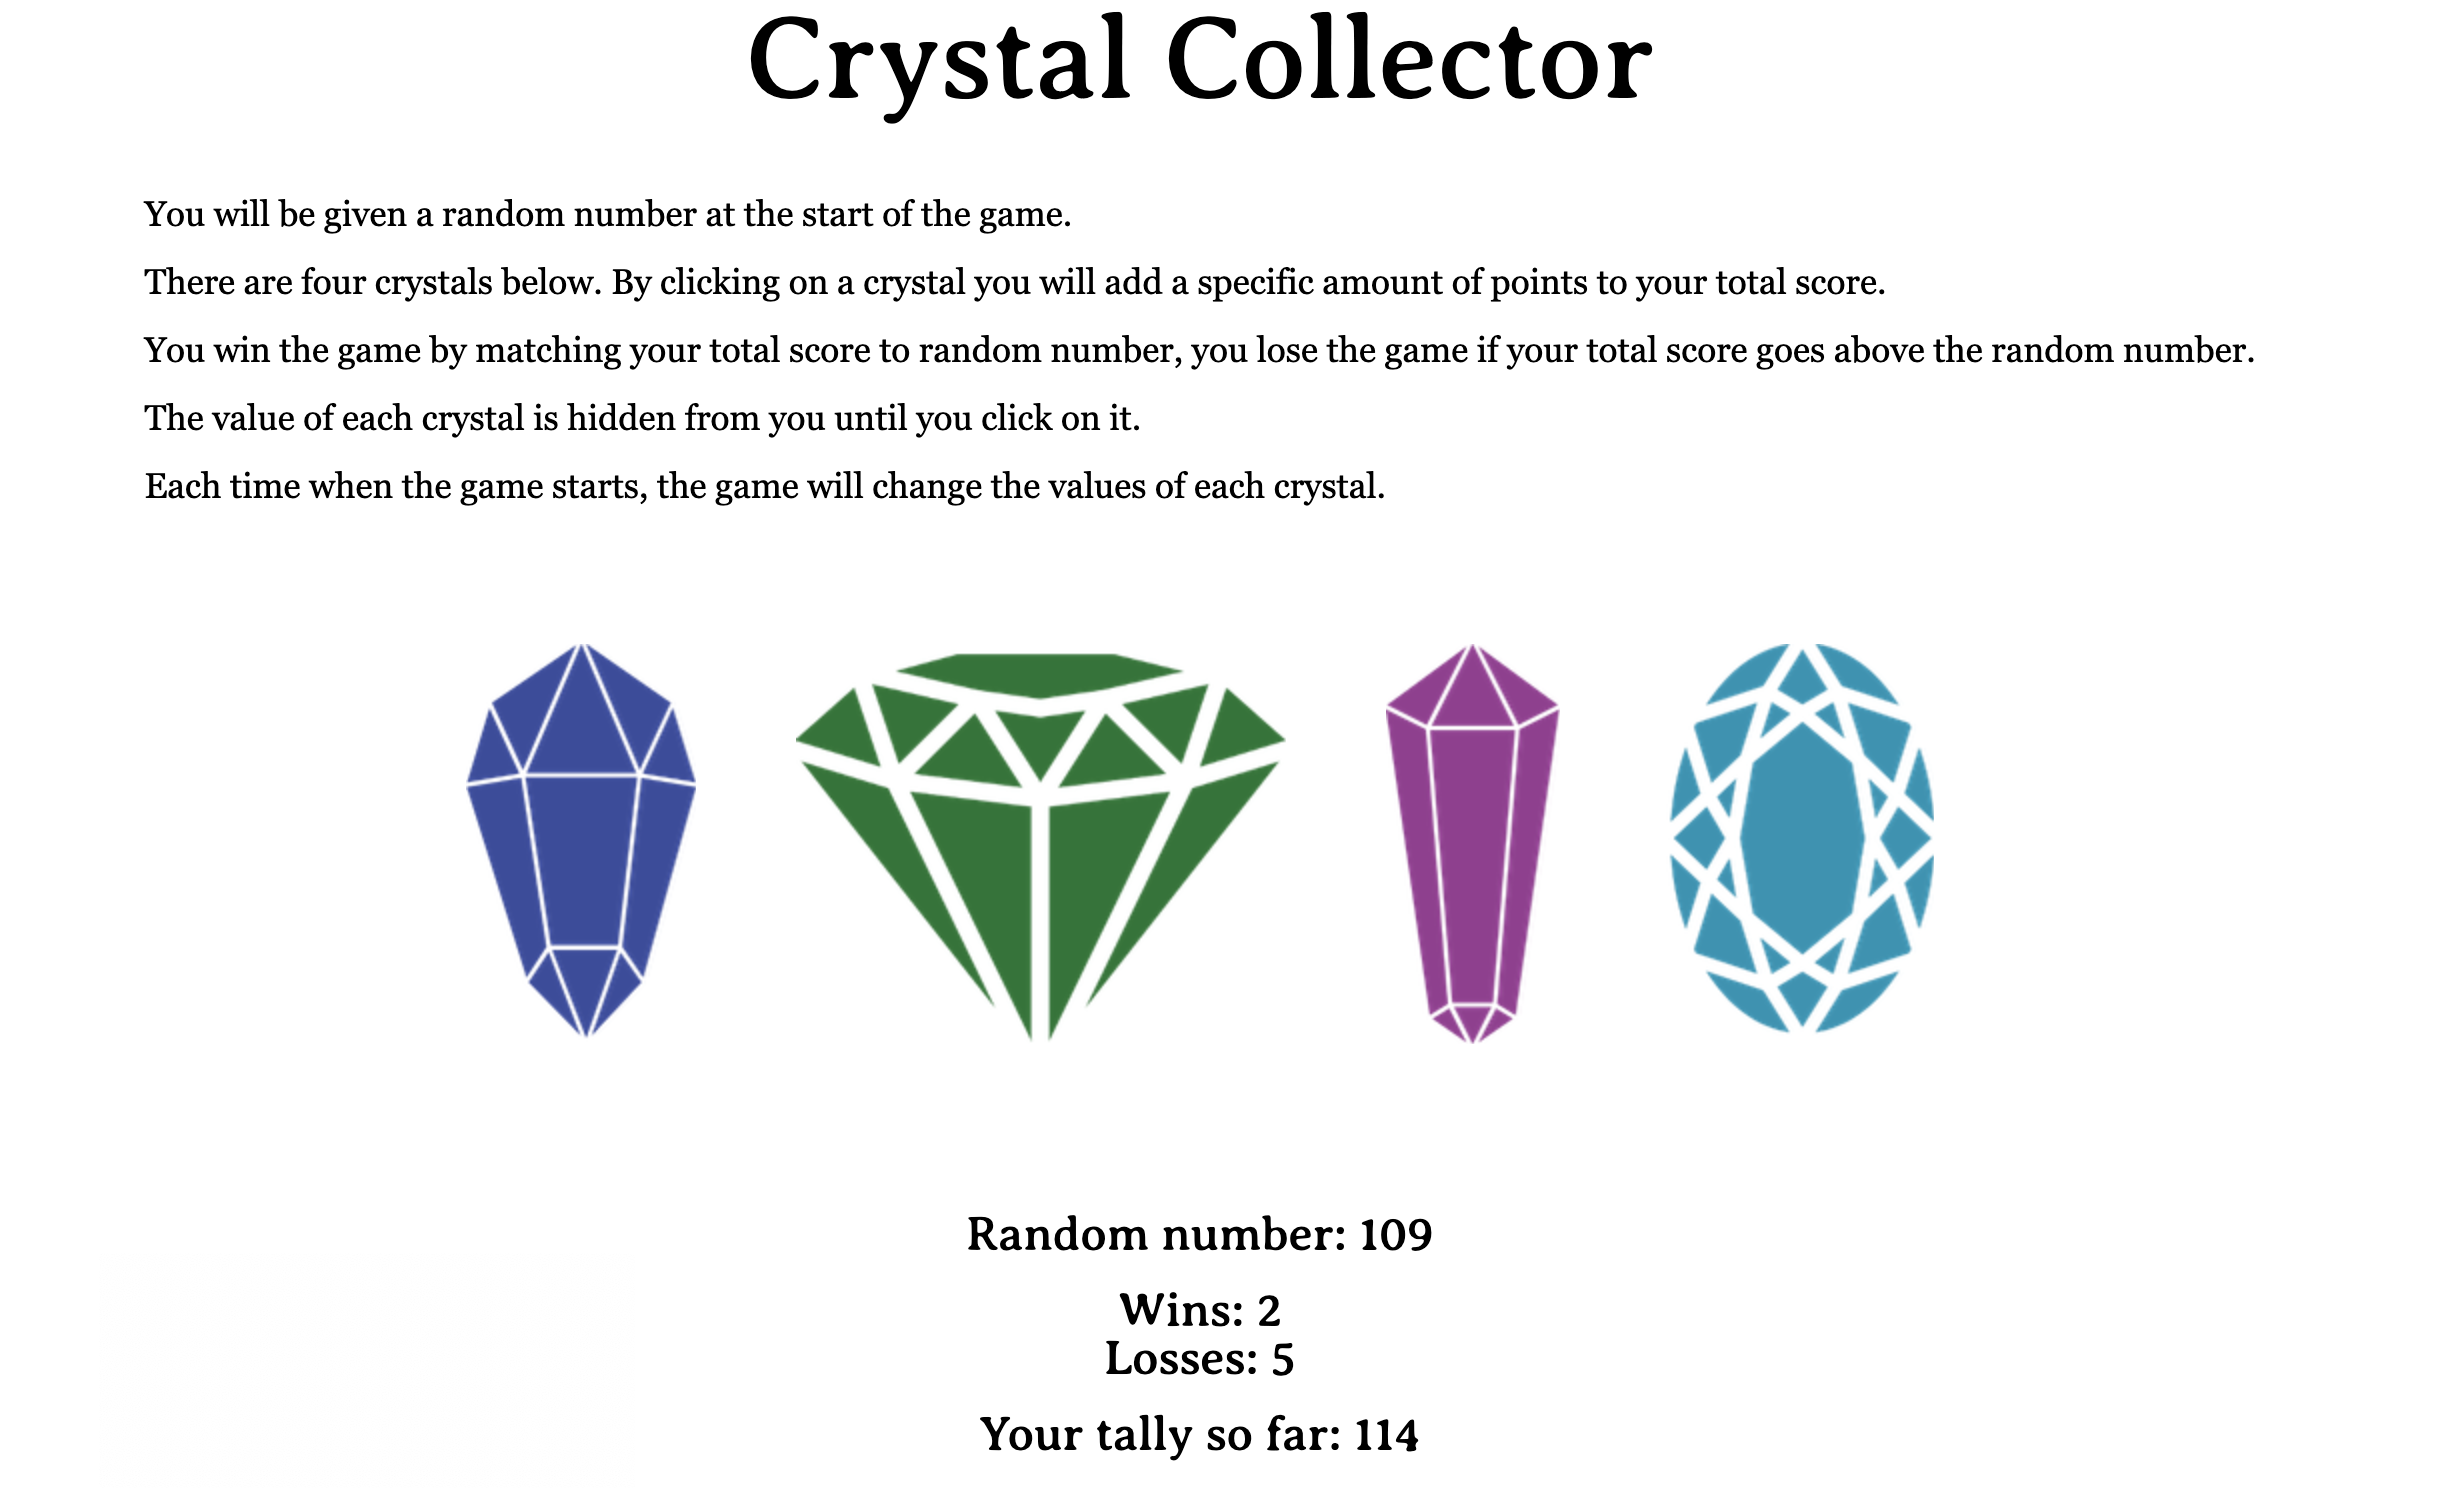 Crystal Collector
You will be given a random number at the start of the game.
There are four crystals below. By clicking on a crystal you will add a specific amount of points to your total score.
You win the game by matching your total score to random number, you lose the game if your total score goes above the random number.
The value of each crystal is hidden from you until you click on it.
Each time when the game starts, the game will change the values of each crystal.
Random number: 109
Wins: 2
Losses: 5
Your tally so far: 114